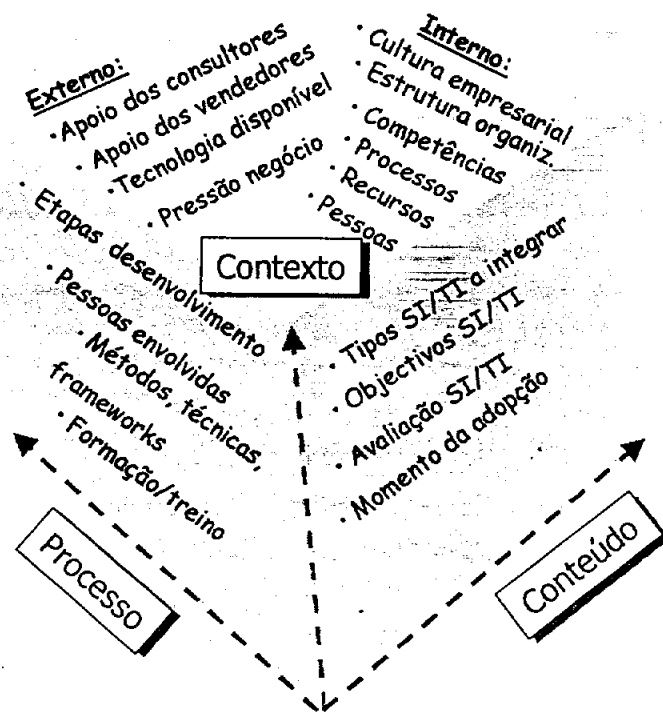 Externo:
·Apoio dos consultores
· Apoio dos vendedores
·Tecnologia disponível
· Pressão negócio
Interno:
· Cultura empresarial
· Estrutura organiz.
· Competências
· Processos
· Recursos
· Pessoas
Contexto
· Etapas desenvolvimento
· Pessoas envolvidas
· Métodos, técnicas,
frameworks
· Formação/treino
· Tipos SI/TI a integrar
· Objectivos SI/TI
· Avaliação SI/TI
· Momento da adopção
Processo
Conteúdo